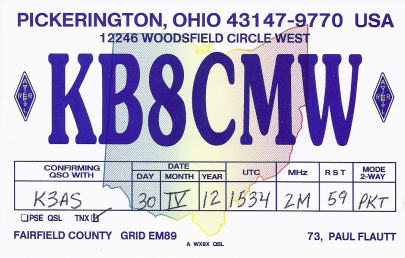 PICKERINGTON, OHIO 43147-9770 USA
12246 WOODSFIELD CIRCLE WEST
KB8CMW
CONFIRMING QSO WITH DATE DAY MONTH YEAR UTC MHz R S T MODE 2-WAY
K3AS 30 IV 12 1534 2M 59 PKT
PSE QSL TNX
FAIRFIELD COUNTY GRID EM89 73, PAUL FLAUTT
A WX9X QSL